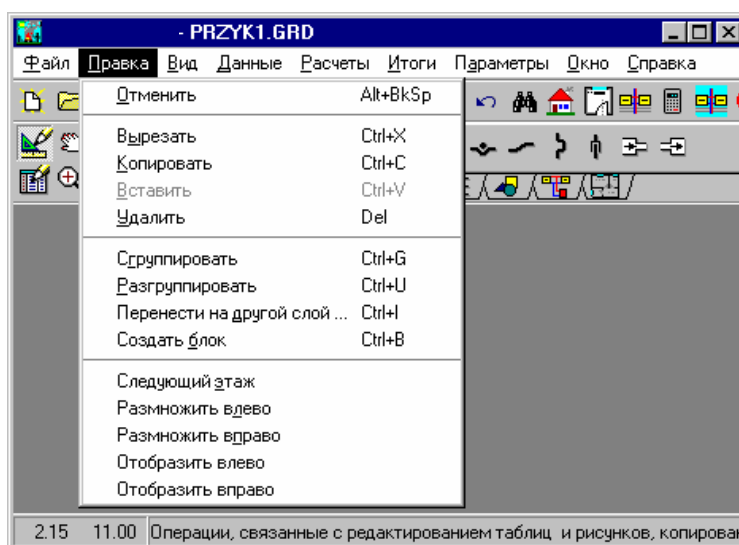 - PRZYK1.GRD
Файл Правка Вид Данные Расчеты Итоги Параметры Окно Справка
Отменить Alt+BkSp
Вырезать Ctrl+X
Копировать Ctrl+C
Вставить Ctrl+V
Удалить Del
Сгруппировать Ctrl+G
Разгруппировать Ctrl+U
Перенести на другой слой ... Ctrl+I
Создать блок Ctrl+B
Следующий этаж
Размножить влево
Размножить вправо
Отобразить влево
Отобразить вправо
2.15 11.00 Операции, связанные с редактированием таблиц и рисунков, копирован